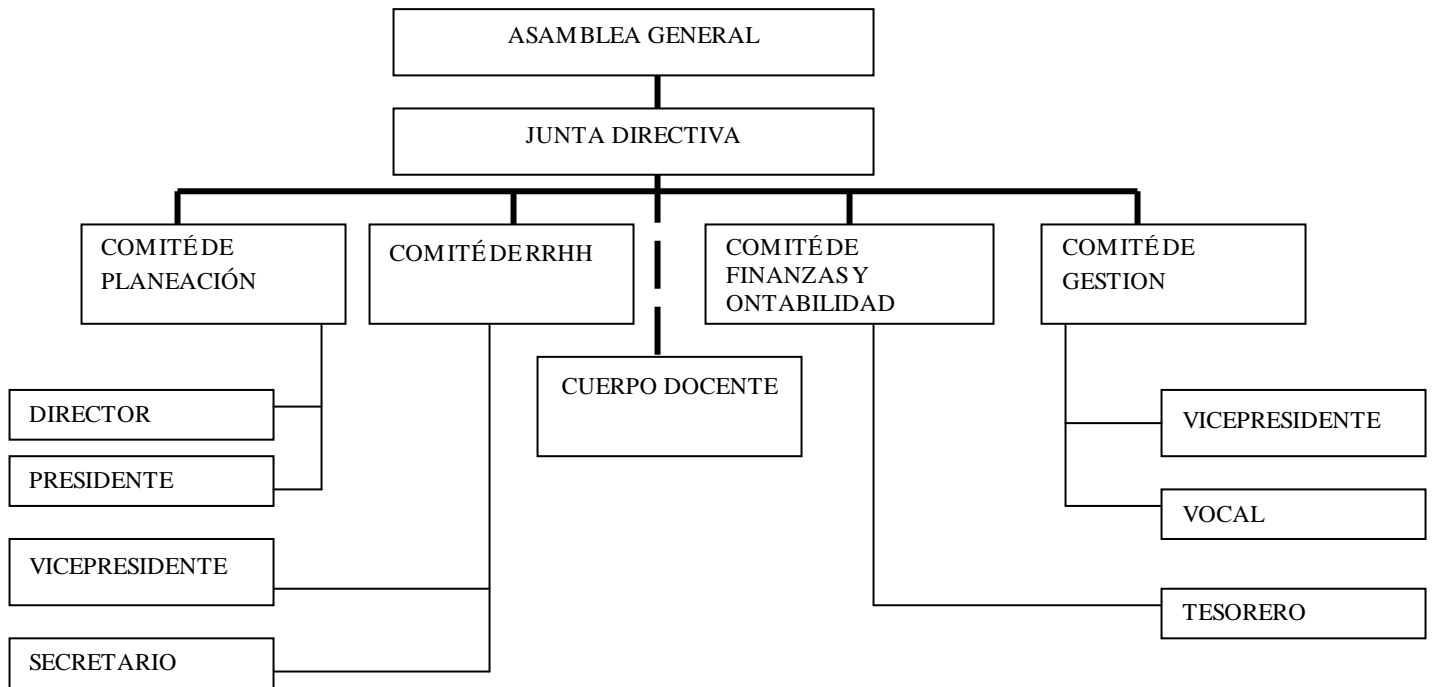 ASAMBLEA GENERAL
JUNTA DIRECTIVA
COMITÉ DE
PLANEACIÓN
COMITÉ DE RRHH
COMITÉ DE
FINANZAS Y
ONTABILIDAD
COMITÉ DE
GESTION
CUERPO DOCENTE
DIRECTOR
PRESIDENTE
VICEPRESIDENTE
SECRETARIO
VICEPRESIDENTE
VOCAL
TESORERO